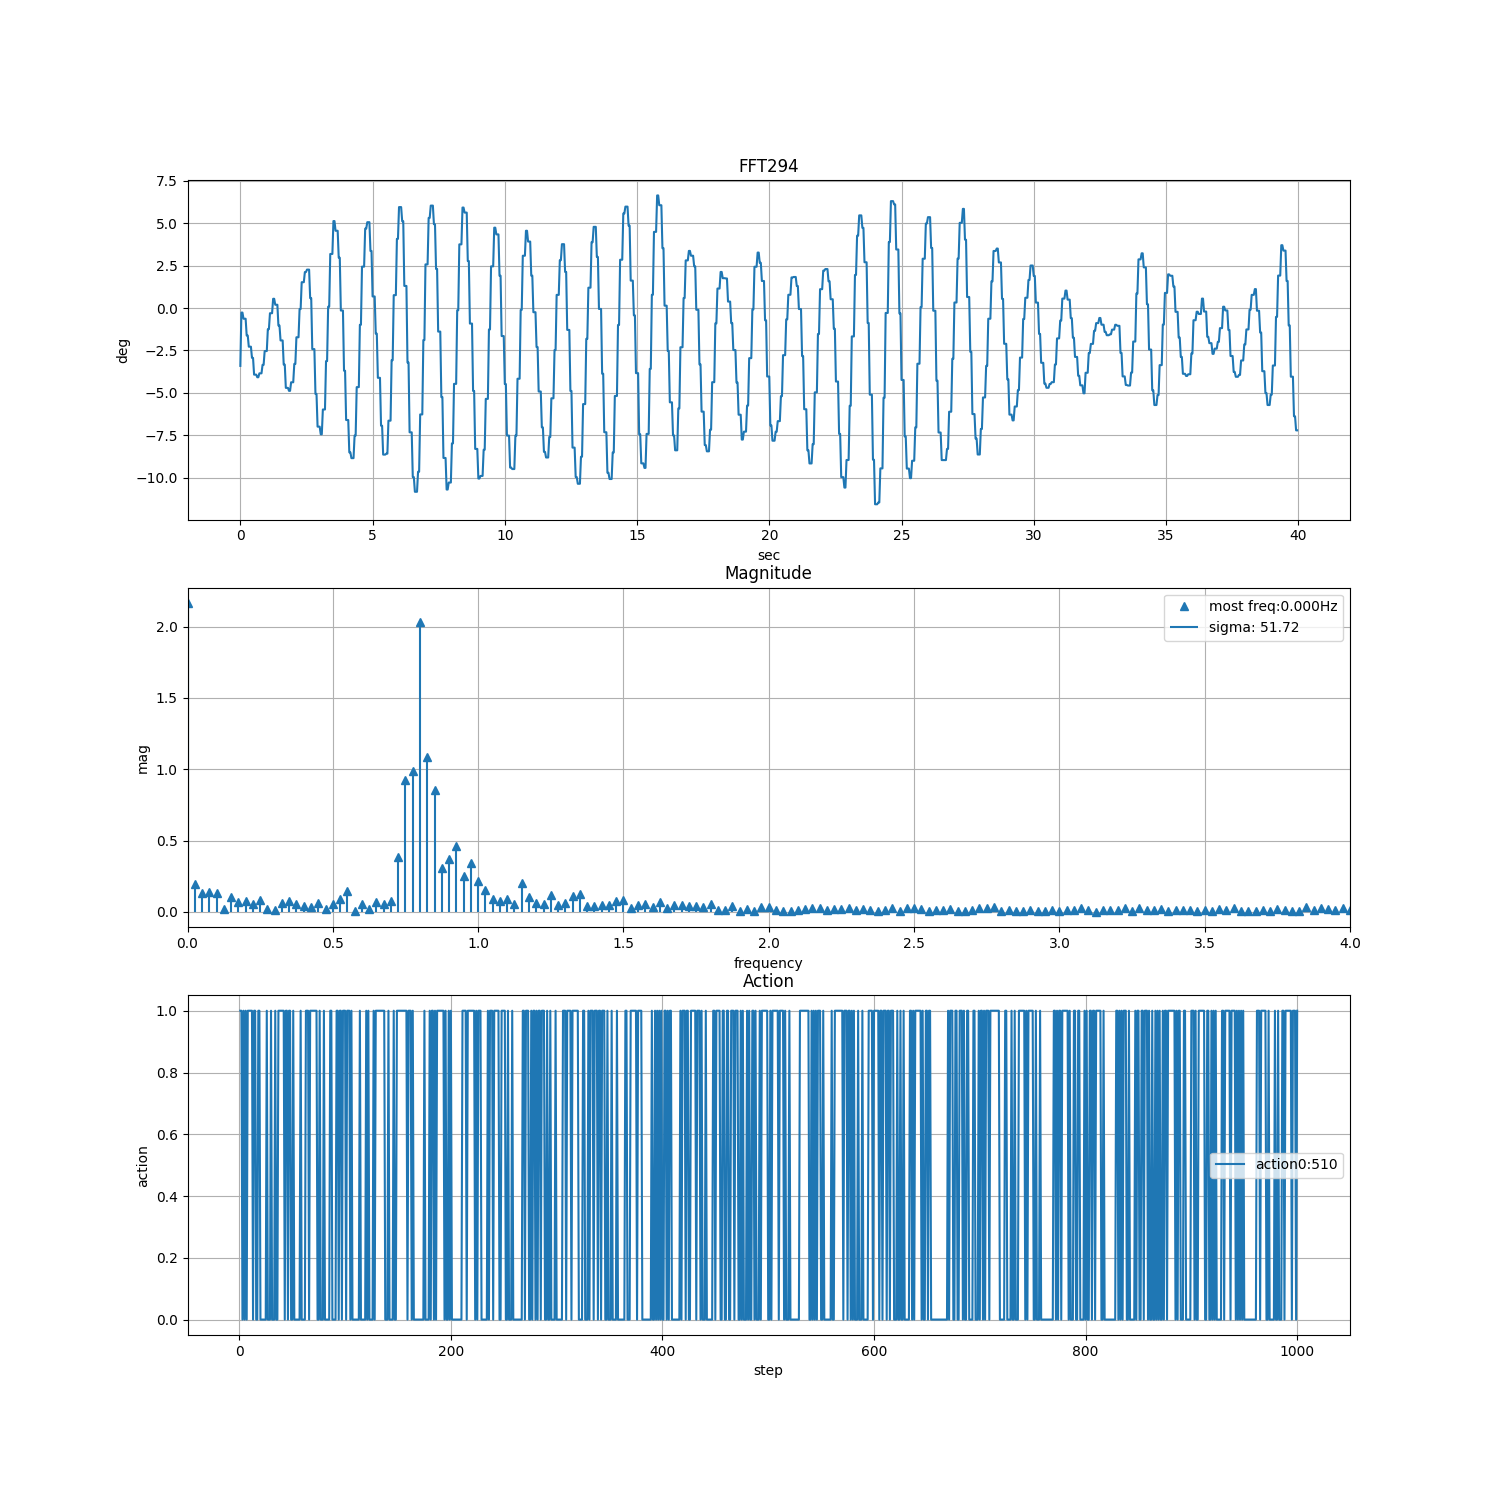 FFT294
7.5
5.0
2.5
0.0
−2.5
−5.0
−7.5
−10.0
deg
0 5 10 15 20 25 30 35 40
sec
Magnitude
most freq:0.000Hz
sigma: 51.72
2.0
1.5
1.0
0.5
0.0
mag
0.0 0.5 1.0 1.5 2.0 2.5 3.0 3.5 4.0
frequency
Action
1.0
0.8
0.6
0.4
0.2
0.0
action
action0:510
0 200 400 600 800 1000
step